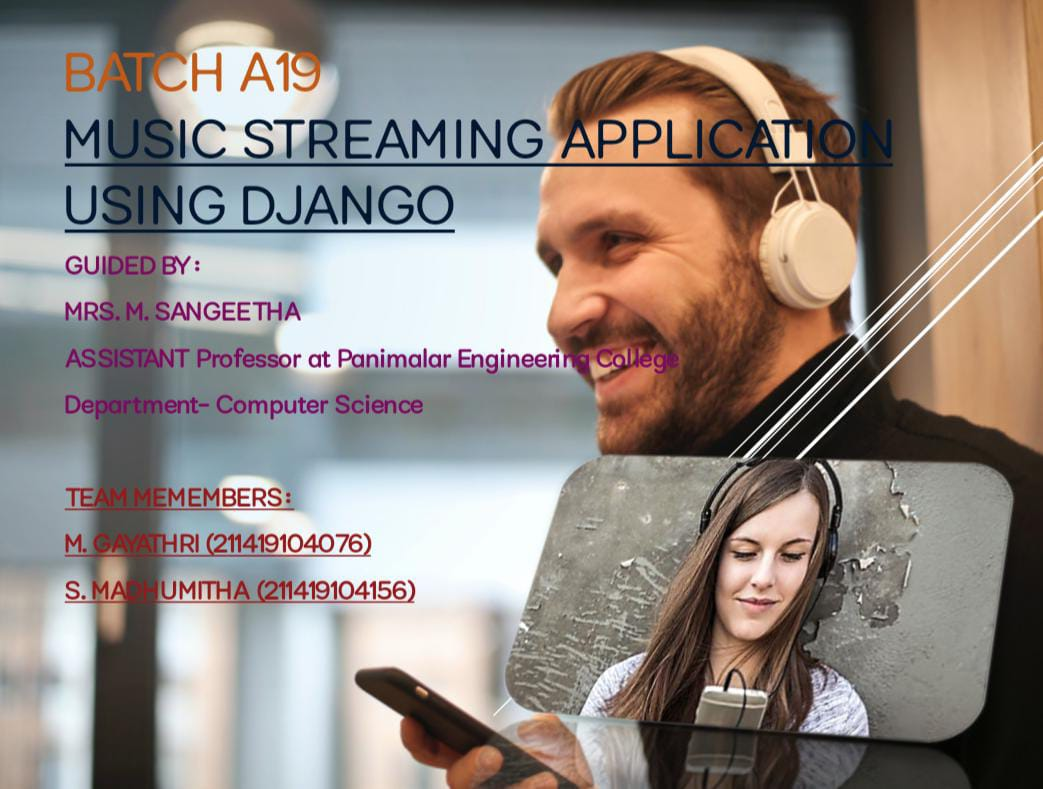 BATCH A19
MUSIC STREAMING APPLICATION
USING DJANGO
GUIDED BY:
MRS. M. SANGEETHA
ASSISTANT Professor at Panimalar Engineering College
Department- Computer Science
TEAM MEMEMBERS:
M. GAYATHRI (211419104076)
S. MADHUMITHA (211419104156)